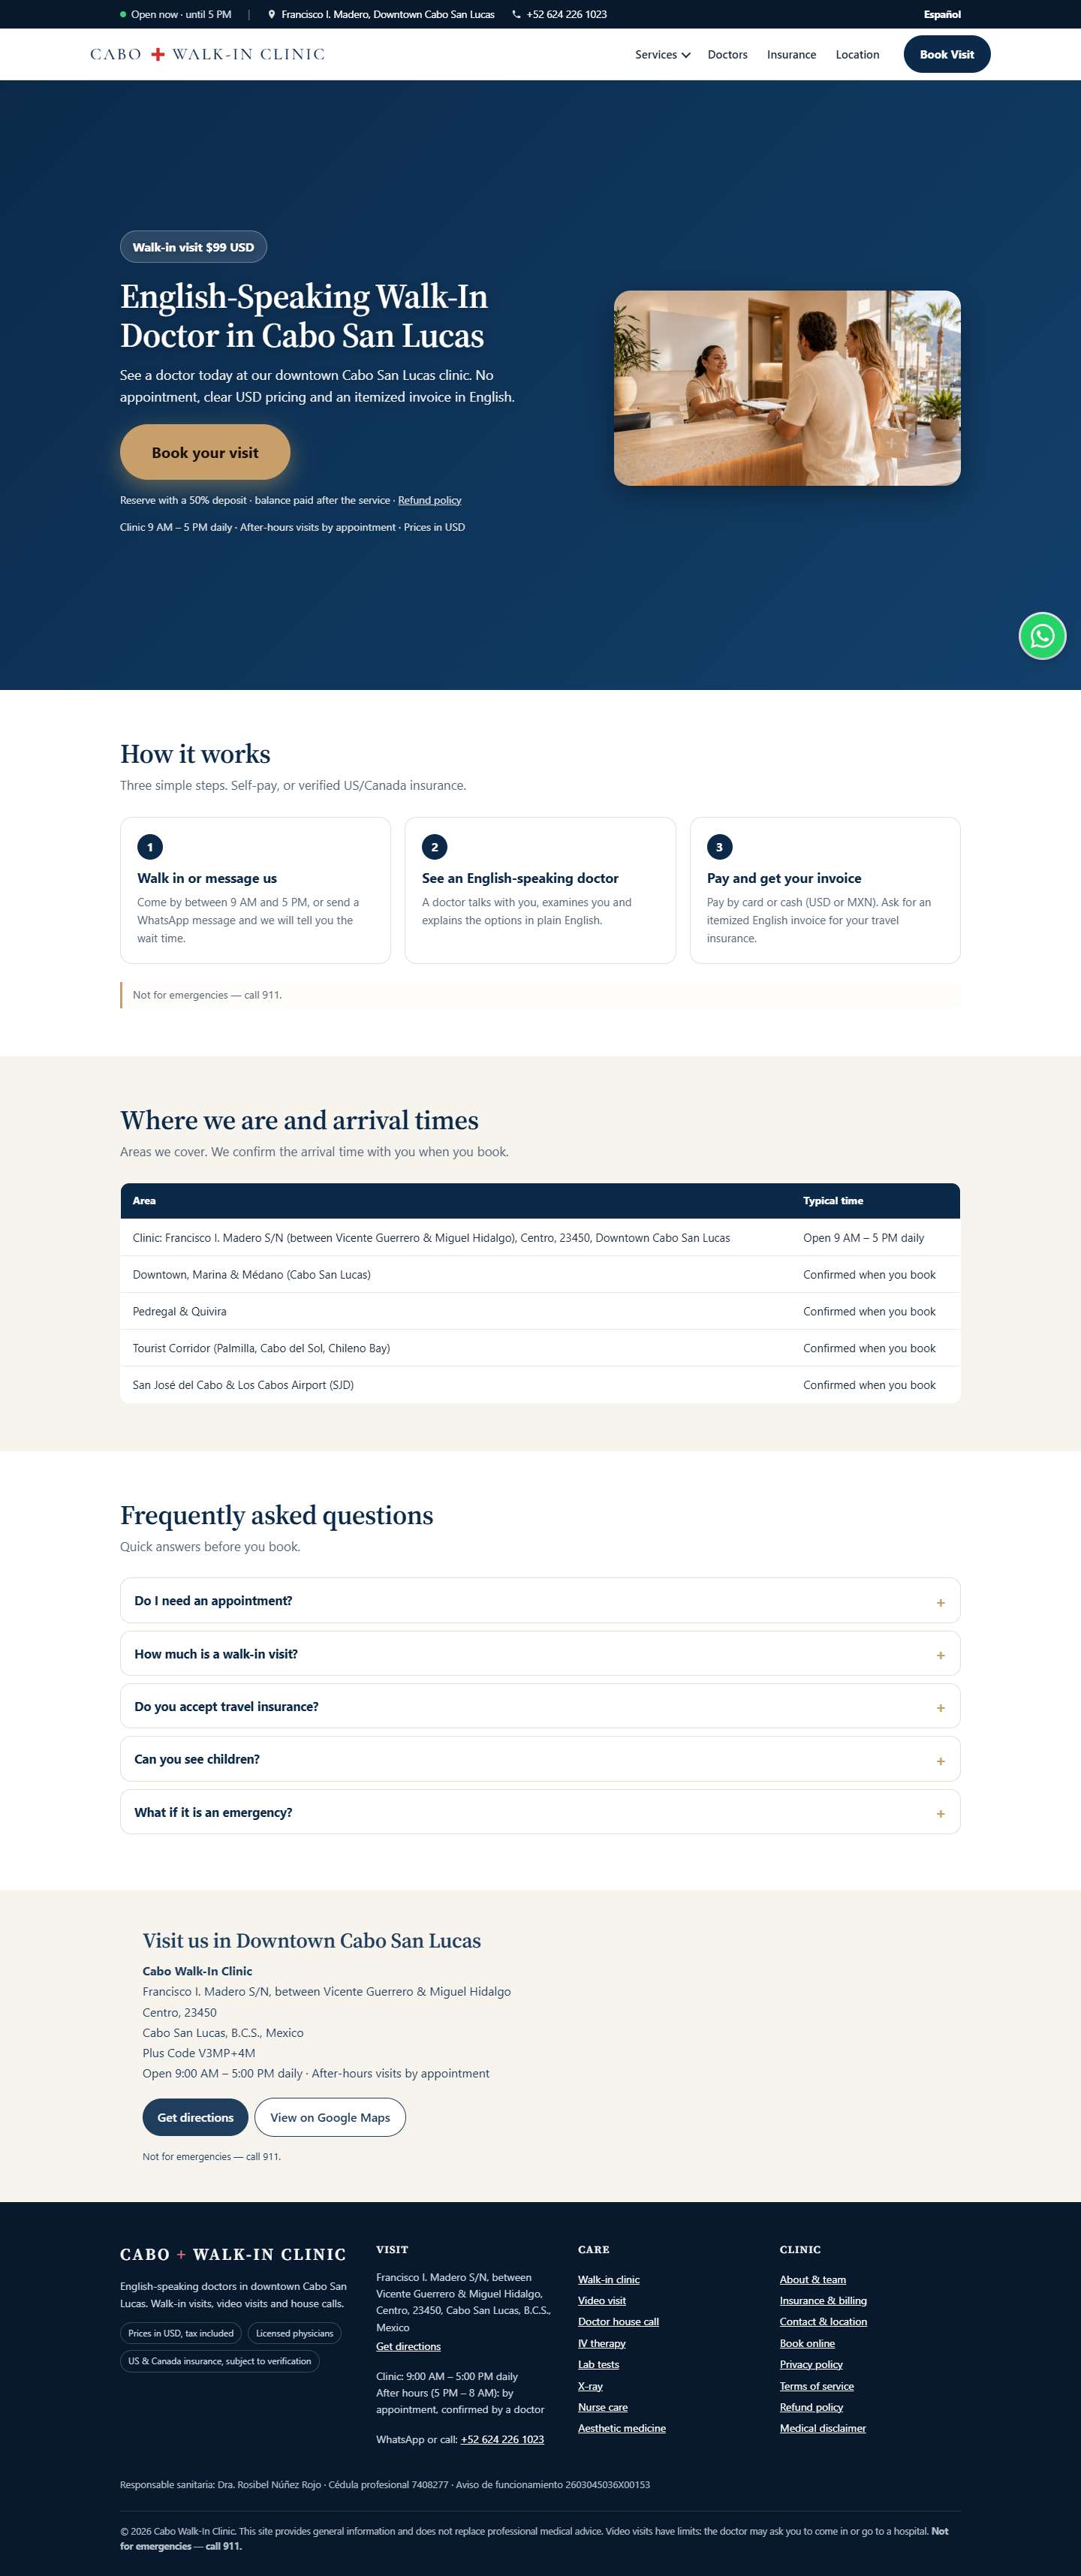 Open now · until 5 PM | Francisco I. Madero, Downtown Cabo San Lucas +52 624 226 1023 Español
CABO + WALK-IN CLINIC Services Doctors Insurance Location Book Visit
Walk-in visit $99 USD
English-Speaking Walk-In
Doctor in Cabo San Lucas
See a doctor today at our downtown Cabo San Lucas clinic. No
appointment, clear USD pricing and an itemized invoice in English.
Book your visit
Reserve with a 50% deposit · balance paid after the service · Refund policy
Clinic 9 AM – 5 PM daily · After-hours visits by appointment · Prices in USD
How it works
Three simple steps. Self-pay, or verified US/Canada insurance.
1
Walk in or message us
Come by between 9 AM and 5 PM, or send a
WhatsApp message and we will tell you the
wait time.
2
See an English-speaking doctor
A doctor talks with you, examines you and
explains the options in plain English.
3
Pay and get your invoice
Pay by card or cash (USD or MXN). Ask for an
itemized English invoice for your travel
insurance.
Not for emergencies — call 911.
Where we are and arrival times
Areas we cover. We confirm the arrival time with you when you book.
Area Typical time
Clinic: Francisco I. Madero S/N (between Vicente Guerrero & Miguel Hidalgo), Centro, 23450, Downtown Cabo San Lucas Open 9 AM – 5 PM daily
Downtown, Marina & Médano (Cabo San Lucas) Confirmed when you book
Pedregal & Quivira Confirmed when you book
Tourist Corridor (Palmilla, Cabo del Sol, Chileno Bay) Confirmed when you book
San José del Cabo & Los Cabos Airport (SJD) Confirmed when you book
Frequently asked questions
Quick answers before you book.
Do I need an appointment? +
How much is a walk-in visit? +
Do you accept travel insurance? +
Can you see children? +
What if it is an emergency? +
Visit us in Downtown Cabo San Lucas
Cabo Walk-In Clinic
Francisco I. Madero S/N, between Vicente Guerrero & Miguel Hidalgo
Centro, 23450
Cabo San Lucas, B.C.S., Mexico
Plus Code V3MP+4M
Open 9:00 AM – 5:00 PM daily · After-hours visits by appointment
Get directions View on Google Maps
Not for emergencies — call 911.
CABO + WALK-IN CLINIC
English-speaking doctors in downtown Cabo San
Lucas. Walk-in visits, video visits and house calls.
Prices in USD, tax included Licensed physicians
US & Canada insurance, subject to verification
VISIT
Francisco I. Madero S/N, between
Vicente Guerrero & Miguel Hidalgo,
Centro, 23450, Cabo San Lucas, B.C.S.,
Mexico
Get directions
Clinic: 9:00 AM – 5:00 PM daily
After hours (5 PM – 8 AM): by
appointment, confirmed by a doctor
WhatsApp or call: +52 624 226 1023
CARE
Walk-in clinic
Video visit
Doctor house call
IV therapy
Lab tests
X-ray
Nurse care
Aesthetic medicine
CLINIC
About & team
Insurance & billing
Contact & location
Book online
Privacy policy
Terms of service
Refund policy
Medical disclaimer
Responsable sanitaria: Dra. Rosibel Núñez Rojo · Cédula profesional 7408277 · Aviso de funcionamiento 2603045036X00153
© 2026 Cabo Walk-In Clinic. This site provides general information and does not replace professional medical advice. Video visits have limits: the doctor may ask you to come in or go to a hospital. Not
for emergencies — call 911.